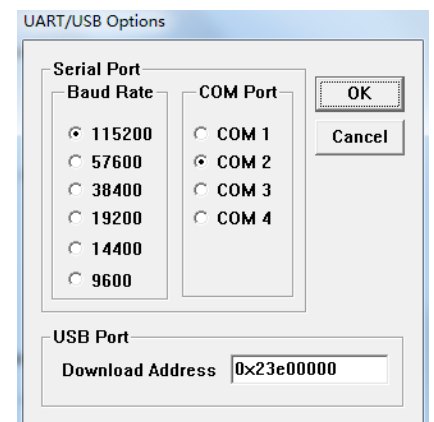 UART/USB Options
Serial Port
Baud Rate
115200
57600
38400
19200
14400
9600
COM Port
COM 1
COM 2
COM 3
COM 4
OK
Cancel
USB Port
Download Address 0x23e00000